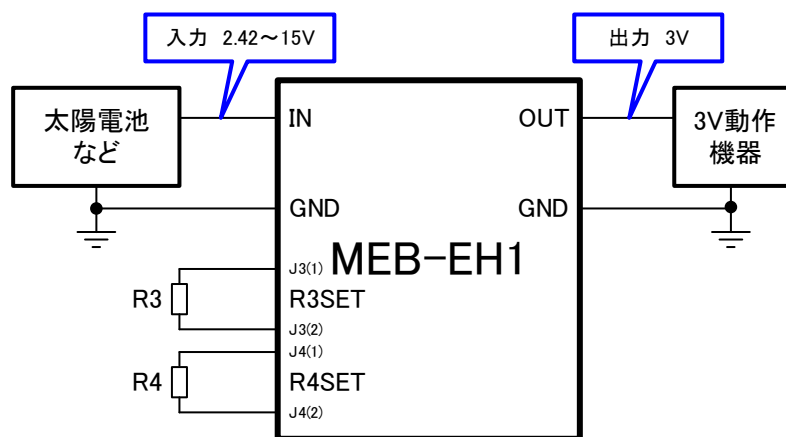 入力 2.42～15V
出力 3V
太陽電池
など
IN
OUT
3V動作
機器
GND
GND
MEB-EH1
J3(1)
R3
R3SET
J3(2)
J4(1)
R4
R4SET
J4(2)